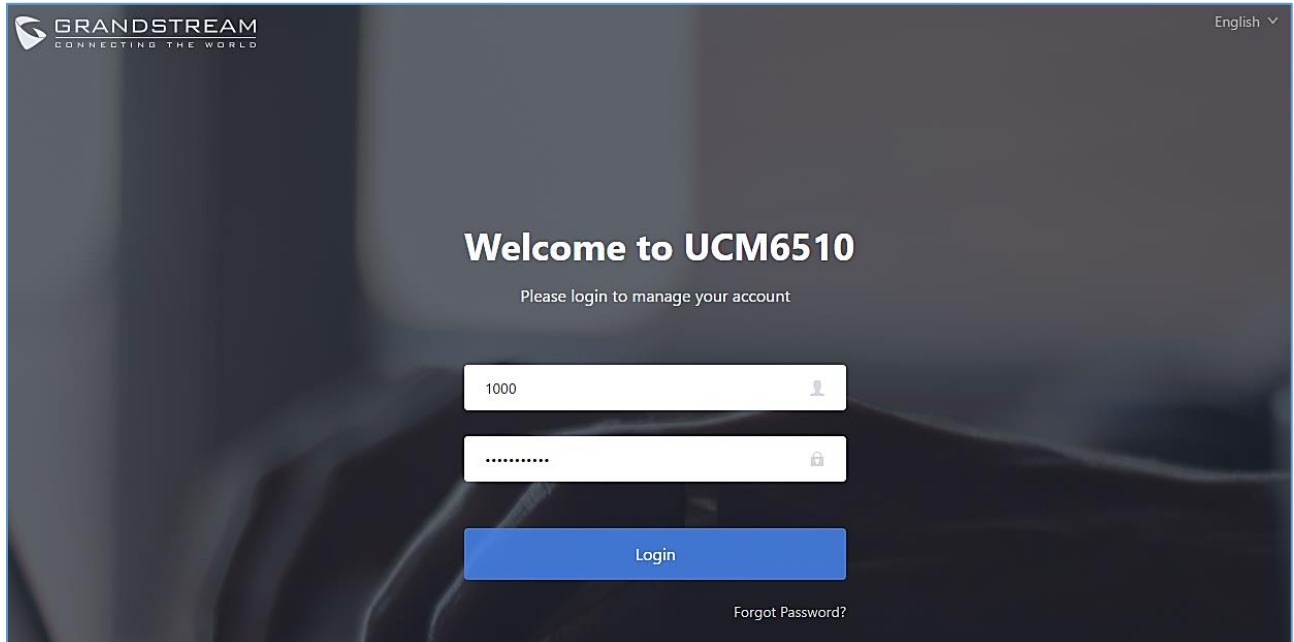 GRANDSTREAM
CONNECTING THE WORLD
English
Welcome to UCM6510
Please login to manage your account
1000
•••••••••••
Login
Forgot Password?